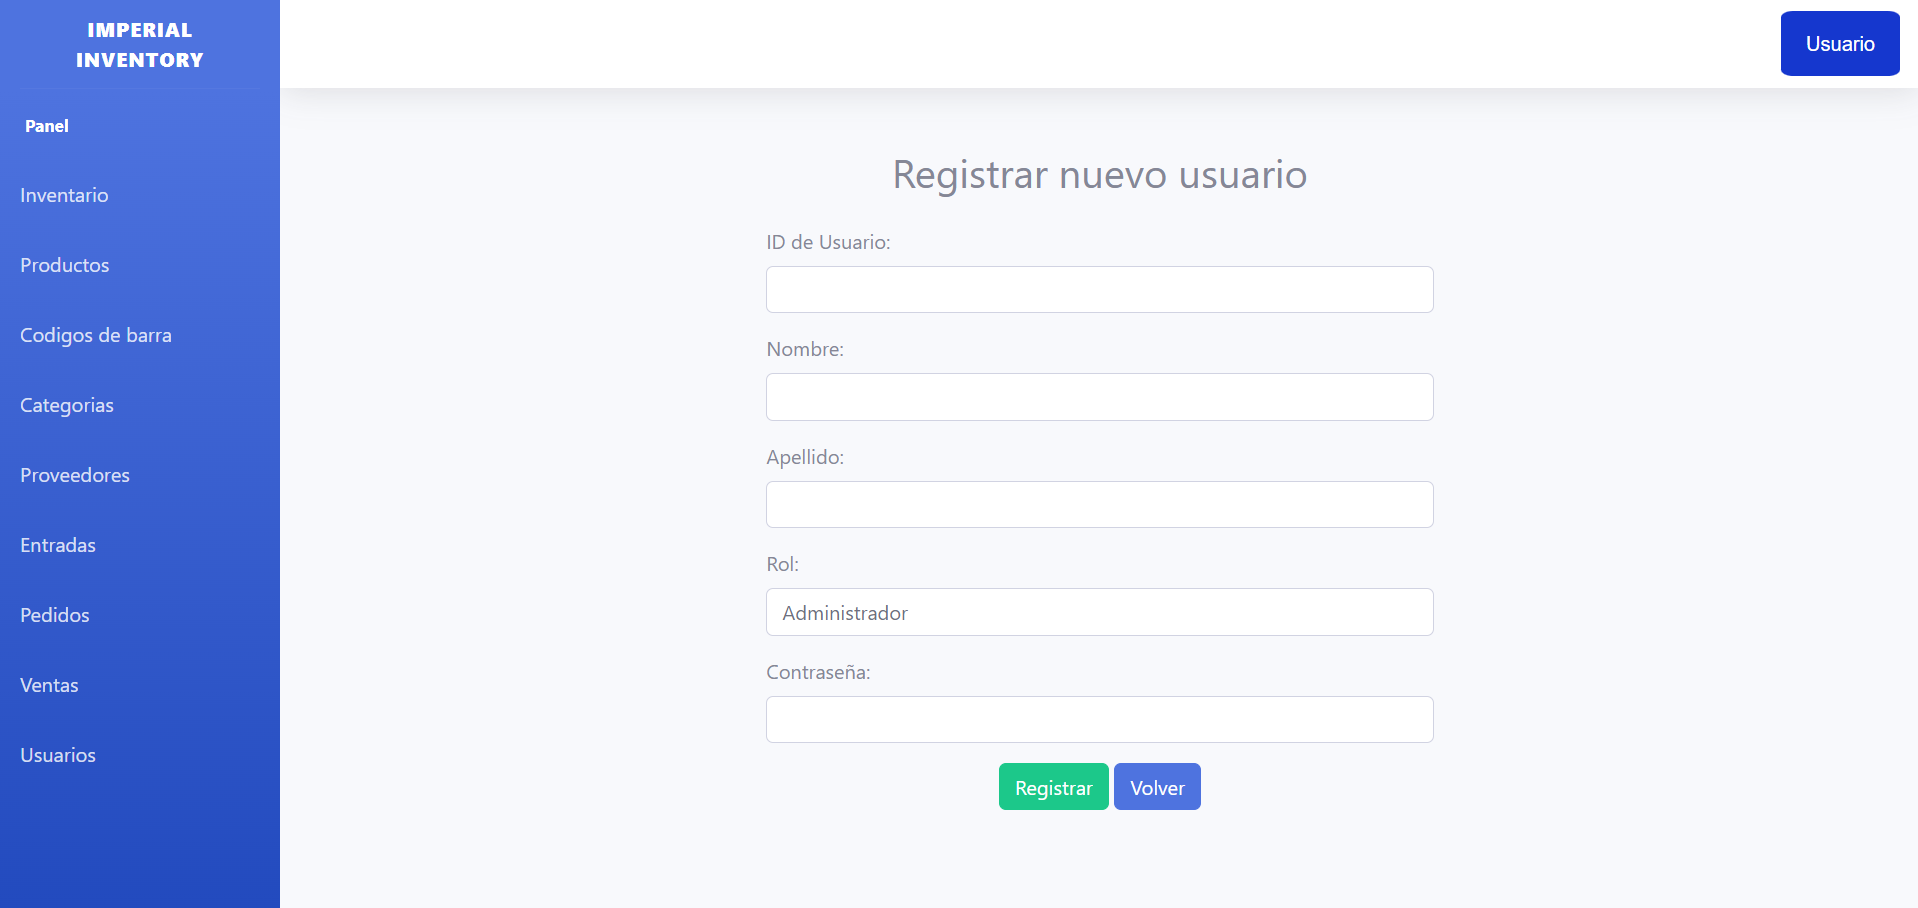 IMPERIAL
INVENTORY
Panel
Inventario
Productos
Codigos de barra
Categorias
Proveedores
Entradas
Pedidos
Ventas
Usuarios
Usuario
Registrar nuevo usuario
ID de Usuario:
Nombre:
Apellido:
Rol:
Administrador
Contraseña:
Registrar Volver